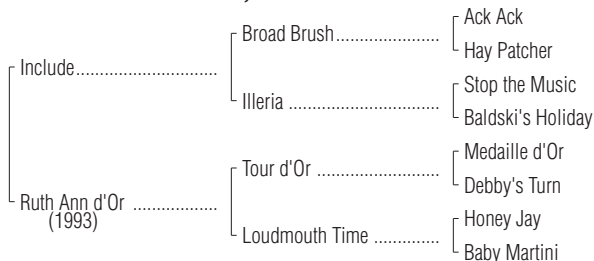 Ack Ack
Broad Brush....................
Hay Patcher
Include...........................
Stop the Music
Illeria .............................
Baldski's Holiday
Medaille d'Or
Tour d'Or ........................
Debby's Turn
Ruth Ann d'Or ................
(1993)
Honey Jay
Loudmouth Time .............
Baby Martini